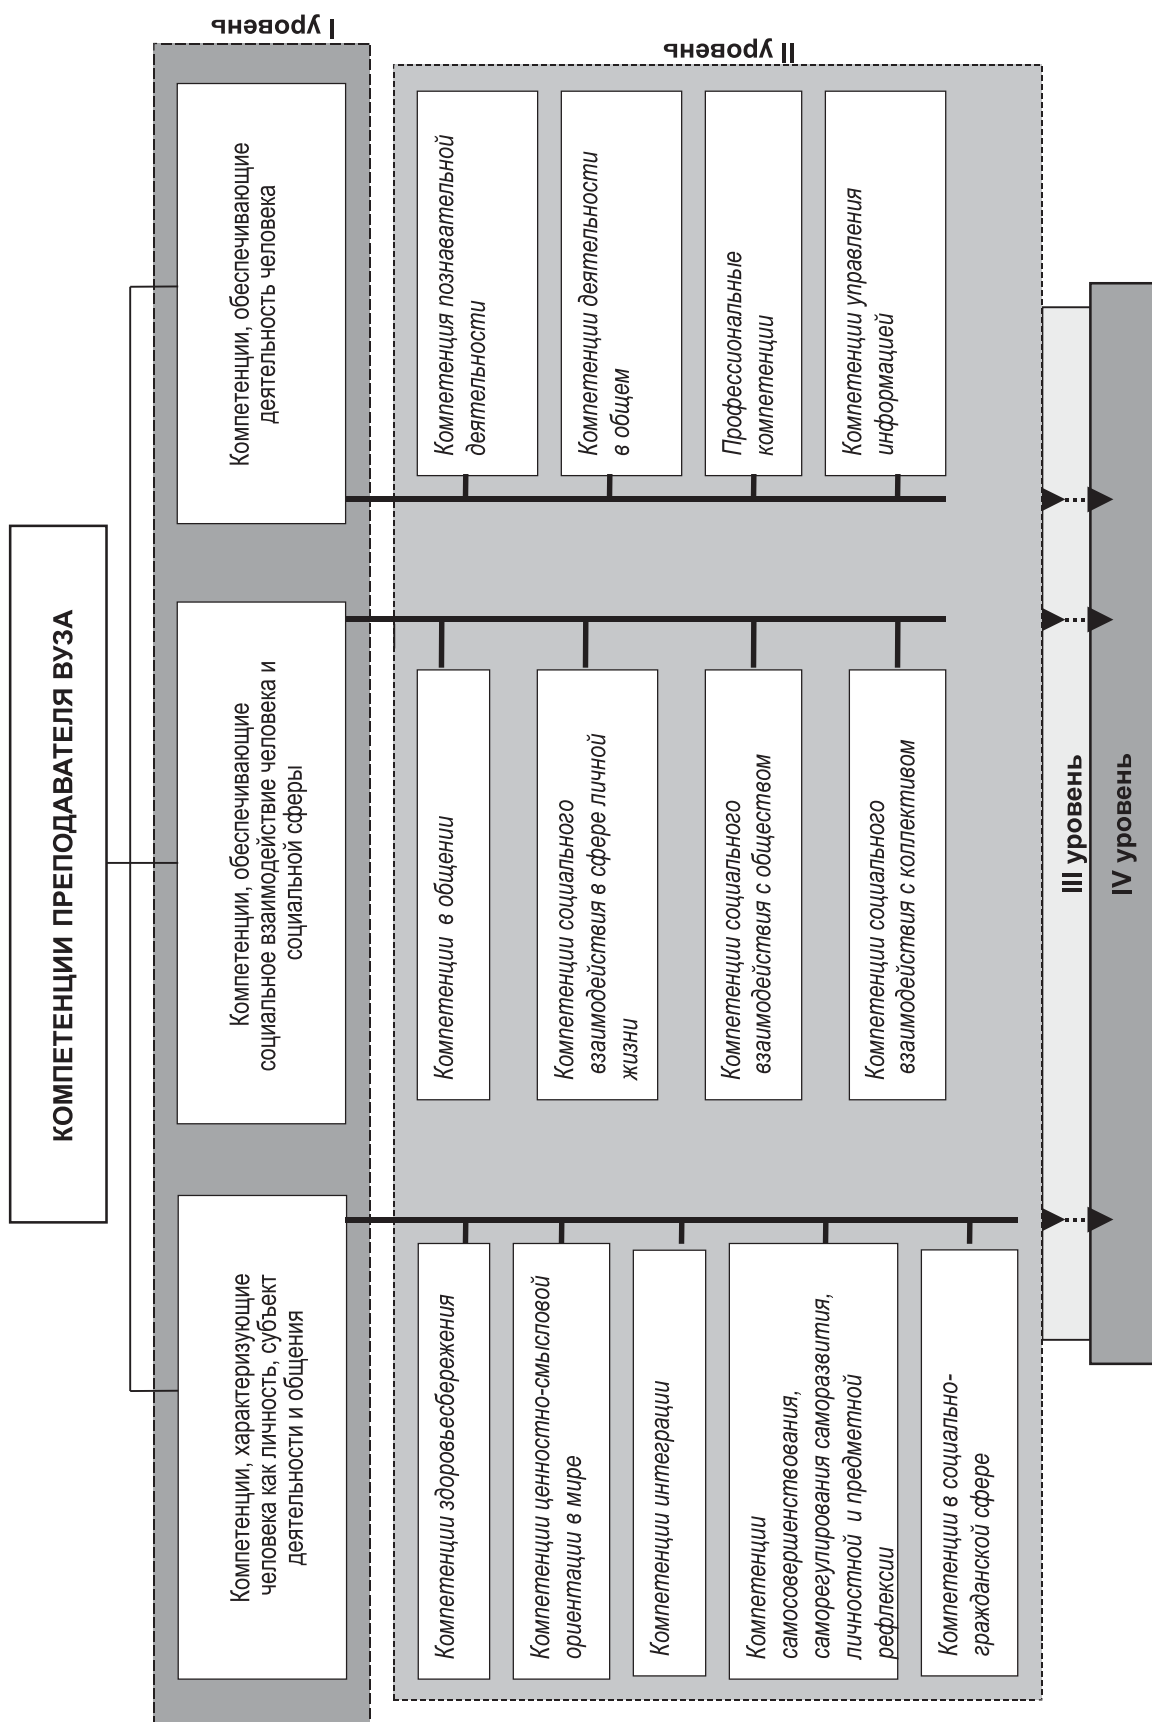 КОМПЕТЕНЦИИ ПРЕПОДАВАТЕЛЯ ВУЗА
I уровень
Компетенции, характеризующие
человека как личность, субъект
деятельности и общения
Компетенции, обеспечивающие
социальное взаимодействие человека и
социальной сферы
Компетенции, обеспечивающие
деятельность человека
II уровень
Компетенции здоровьесбережения
Компетенции ценностно-смысловой
ориентации в мире
Компетенции интеграции
Компетенции
самосовершенствования,
саморегулирования саморазвития,
личностной и предметной
рефлексии
Компетенции в социально-
гражданской сфере
Компетенции в общении
Компетенции социального
взаимодействия в сфере личной
жизни
Компетенции социального
взаимодействия с обществом
Компетенции социального
взаимодействия с коллективом
Компетенция познавательной
деятельности
Компетенции деятельности
в общем
Профессиональные
компетенции
Компетенции управления
информацией
III уровень
IV уровень